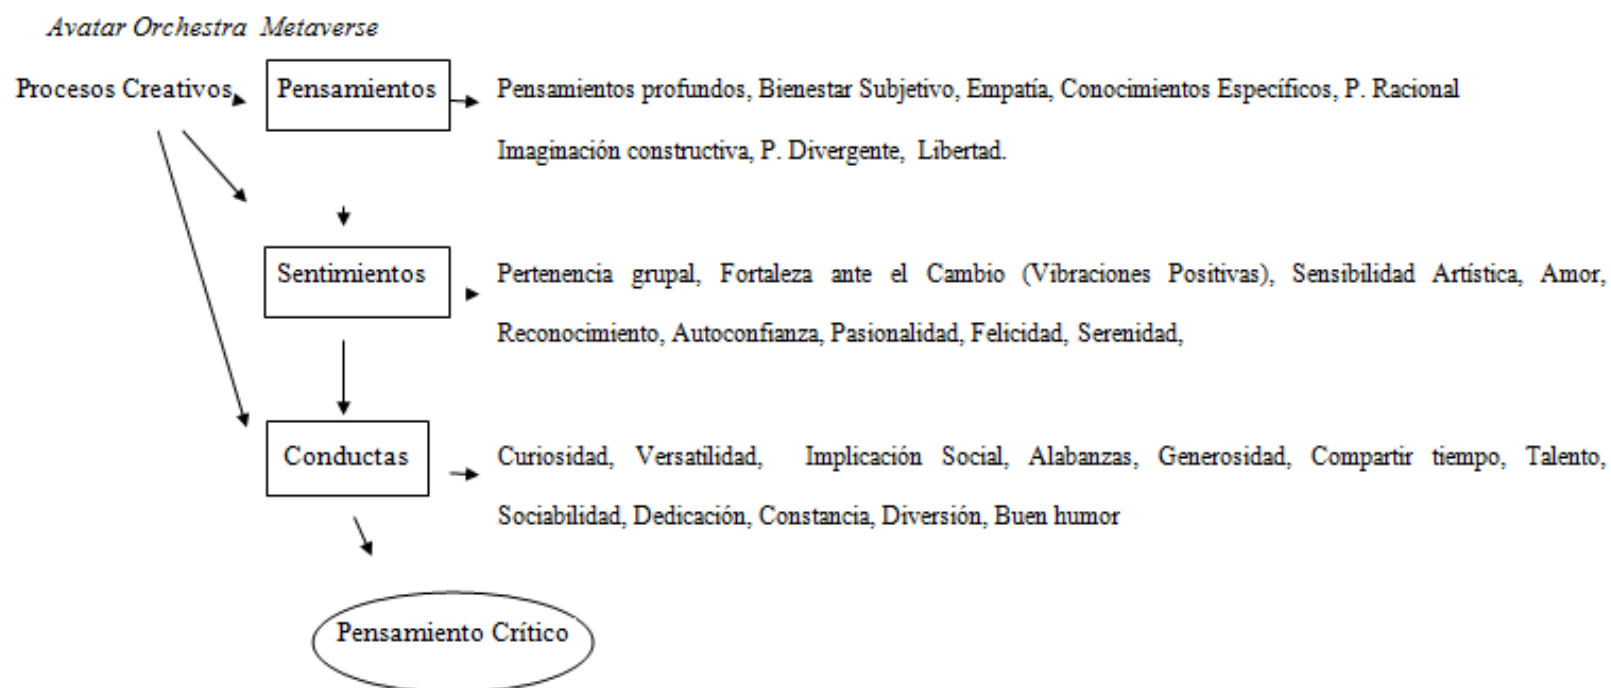 Avatar Orchestra Metaverse
Procesos Creativos
Pensamientos
Pensamientos profundos, Bienestar Subjetivo, Empatía, Conocimientos Específicos, P. Racional
Imaginación constructiva, P. Divergente, Libertad.
Sentimientos
Pertenencia grupal, Fortaleza ante el Cambio (Vibraciones Positivas), Sensibilidad Artística, Amor,
Reconocimiento, Autoconfianza, Pasionalidad, Felicidad, Serenidad,
Conductas
Curiosidad, Versatilidad, Implicación Social, Alabanzas, Generosidad, Compartir tiempo, Talento,
Sociabilidad, Dedicación, Constancia, Diversión, Buen humor
Pensamiento Crítico